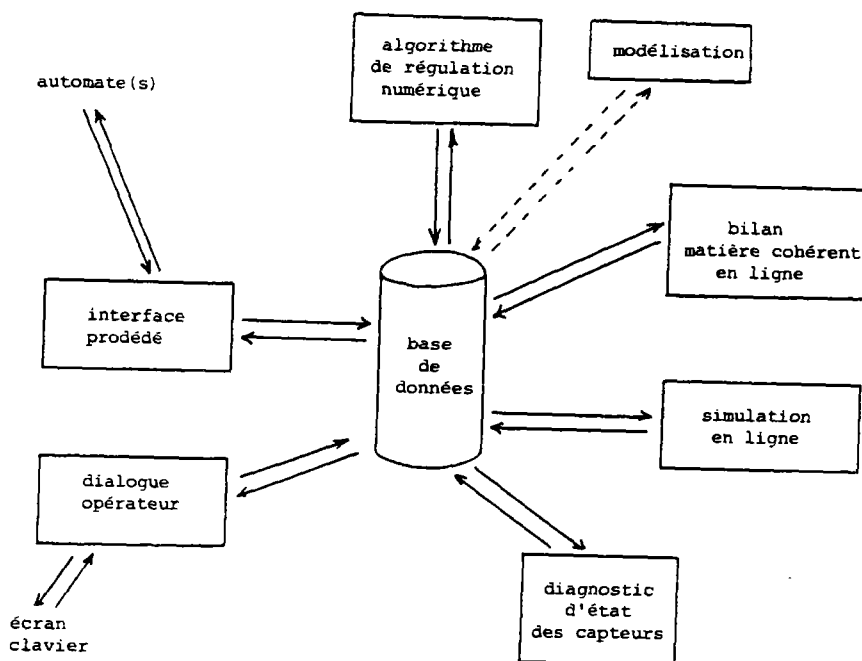 automate(s)
algorithme
de régulation
numérique
modélisation
bilan
matière cohérent
en ligne
interface
prodédé
base
de
données
simulation
en ligne
dialogue
opérateur
diagnostic
d'état
des capteurs
écran
clavier